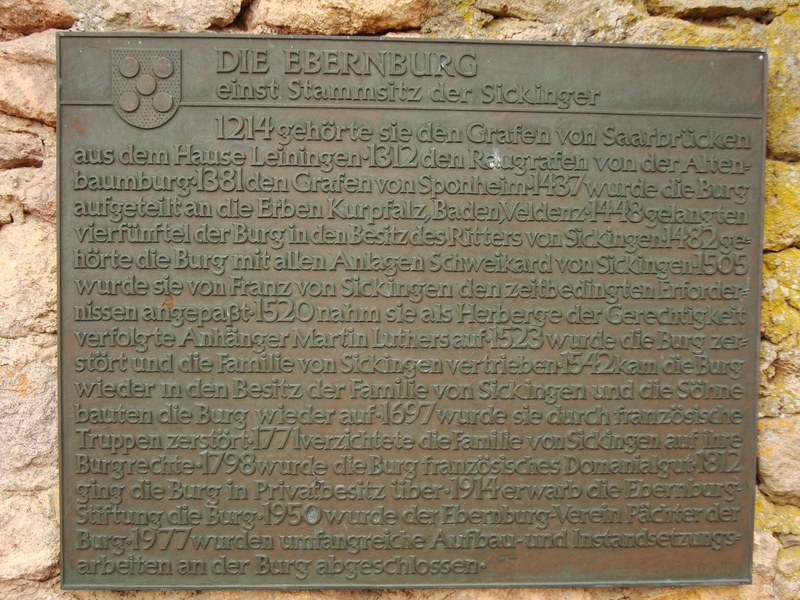 DIE EBERNBURG
einst Stammsitz der Sickinger
1214 gehörte sie den Grafen von Saarbrücken
aus dem Hause Leiningen·1312 den Raugrafen von der Alten-
baumburg·1381 den Grafen von Sponheim·1437 wurde die Burg
aufgeteilt an die Erben Kurpfalz, Baden, Veldenz·1448 gelangten
vierfünftel der Burg in den Besitz des Ritters von Sickingen·1482 ge-
hörte die Burg mit allen Anlagen Schweikard von Sickingen·1505
wurde sie von Franz von Sickingen den zeitbedingten Erforder-
nissen angepaßt·1520 nahm sie als Herberge der Gerechtigkeit
verfolgte Anhänger Martin Luthers auf·1523 wurde die Burg zer-
stört und die Familie von Sickingen vertrieben·1542 kam die Burg
wieder in den Besitz der Familie von Sickingen und die Söhne
bauten die Burg wieder auf·1697 wurde sie durch französische
Truppen zerstört·1771 verzichtete die Familie von Sickingen auf ihre
Burgrechte·1798 wurde die Burg französisches Domanialgut·1812
ging die Burg in Privatbesitz über·1914 erwarb die Ebernburg-
Stiftung die Burg·1950 wurde der Ebernburg-Verein Pächter der
Burg·1977 wurden umfangreiche Aufbau- und Instandsetzungs-
arbeiten an der Burg abgeschlossen·